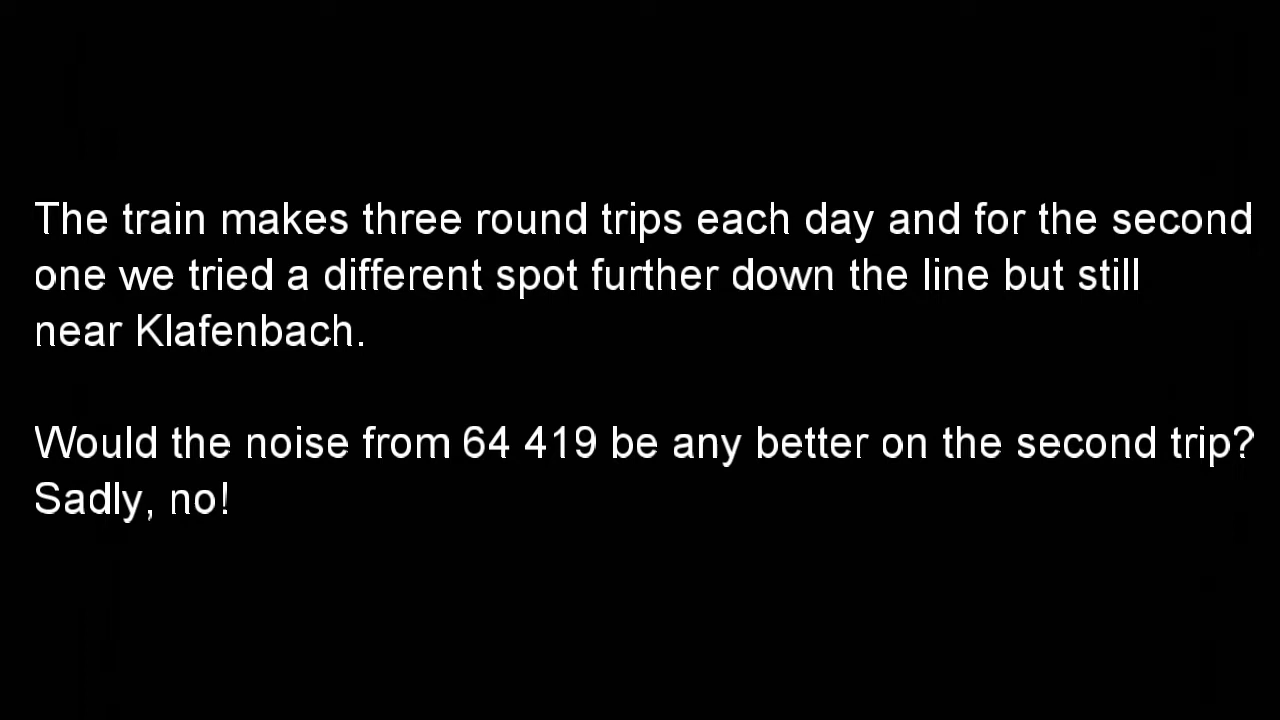 The train makes three round trips each day and for the second
one we tried a different spot further down the line but still
near Klafenbach.
Would the noise from 64 419 be any better on the second trip?
Sadly, no!